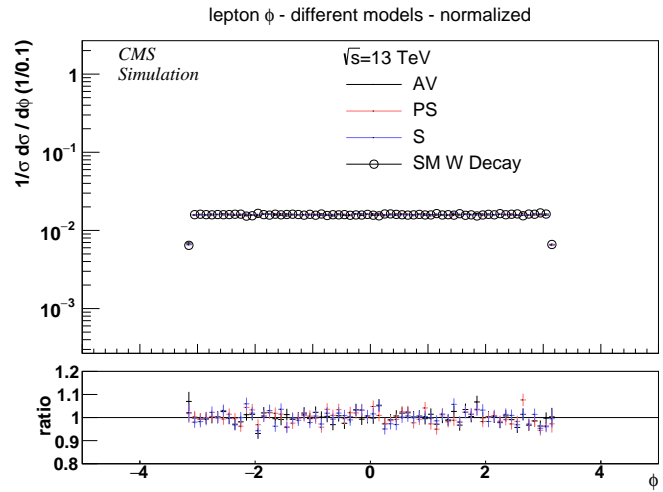 lepton ϕ - different models - normalized
CMS
Simulation
√s=13 TeV
AV
PS
S
SM W Decay
1/σ dσ / dϕ (1/0.1)
1
10⁻¹
10⁻²
10⁻³
ratio
1.2
1.1
1
0.9
0.8
−4 −2 0 2 4
ϕ